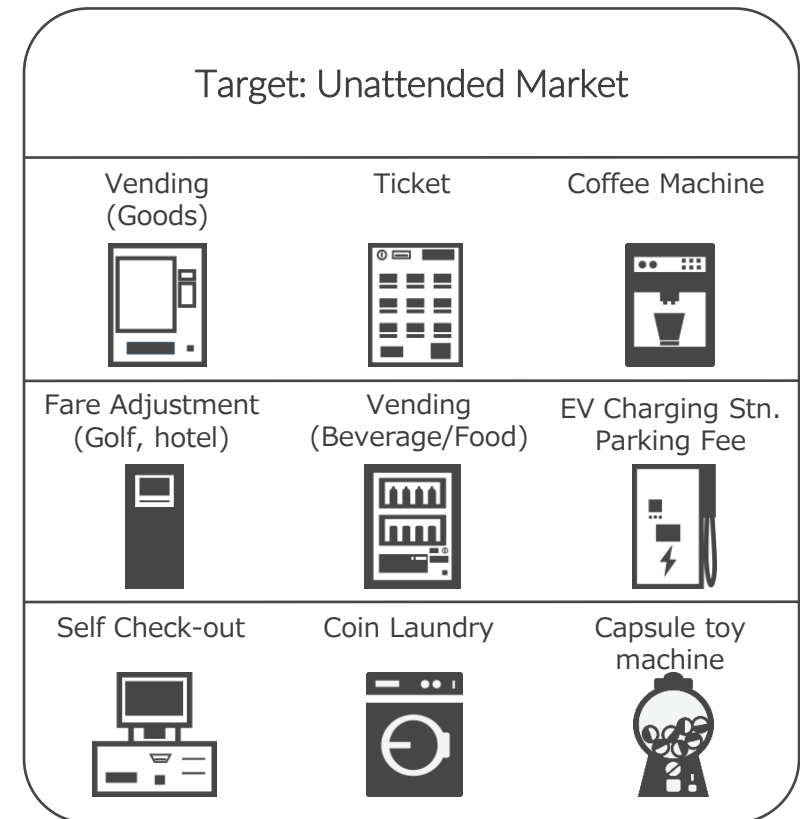 Target: Unattended Market
Vending
(Goods)
Ticket
Coffee Machine
Fare Adjustment
(Golf, hotel)
Vending
(Beverage/Food)
EV Charging Stn.
Parking Fee
Self Check-out
Coin Laundry
Capsule toy
machine